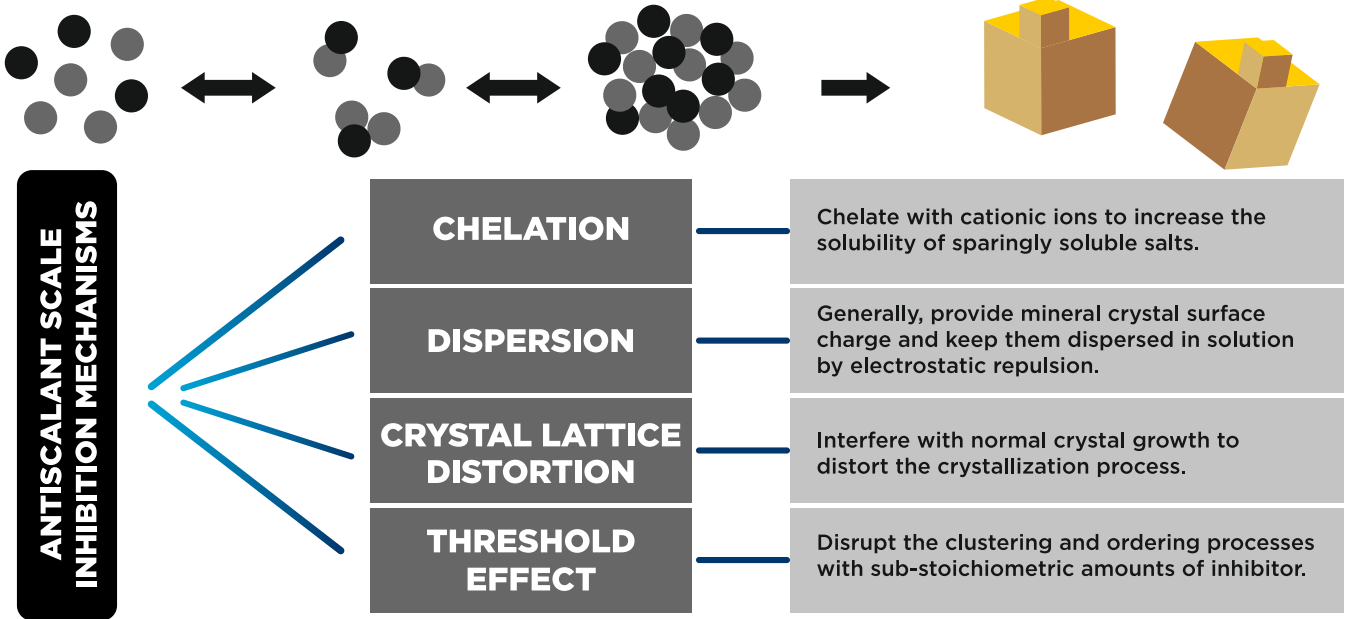 ANTISCALANT SCALE
INHIBITION MECHANISMS
CHELATION
Chelate with cationic ions to increase the
solubility of sparingly soluble salts.
DISPERSION
Generally, provide mineral crystal surface
charge and keep them dispersed in solution
by electrostatic repulsion.
CRYSTAL LATTICE
DISTORTION
Interfere with normal crystal growth to
distort the crystallization process.
THRESHOLD
EFFECT
Disrupt the clustering and ordering processes
with sub-stoichiometric amounts of inhibitor.